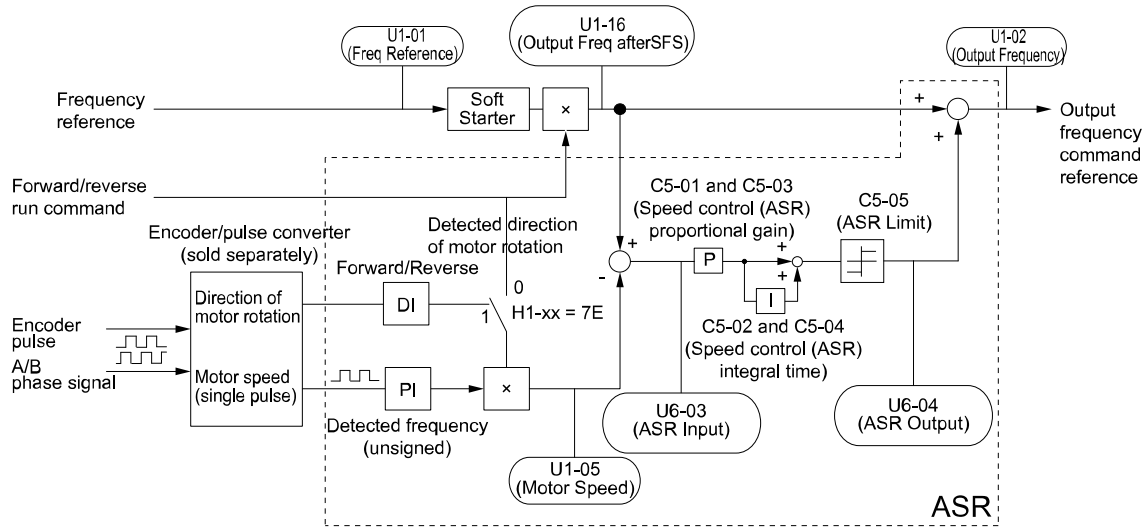 U1-01
(Freq Reference)
U1-16
(Output Freq afterSFS)
U1-02
(Output Frequency)
Frequency
reference
Soft
Starter
×
+
+
Output
frequency
command
reference
Forward/reverse
run command
Detected direction
of motor rotation
C5-01 and C5-03
(Speed control (ASR)
proportional gain)
C5-05
(ASR Limit)
Encoder/pulse converter
(sold separately)
Forward/Reverse
+
-
P
+
+
I
Direction of
motor rotation
DI
0
1
H1-xx = 7E
C5-02 and C5-04
(Speed control (ASR)
integral time)
Encoder
pulse
A/B
phase signal
Motor speed
(single pulse)
PI
×
Detected frequency
(unsigned)
U6-03
(ASR Input)
U6-04
(ASR Output)
U1-05
(Motor Speed)
ASR